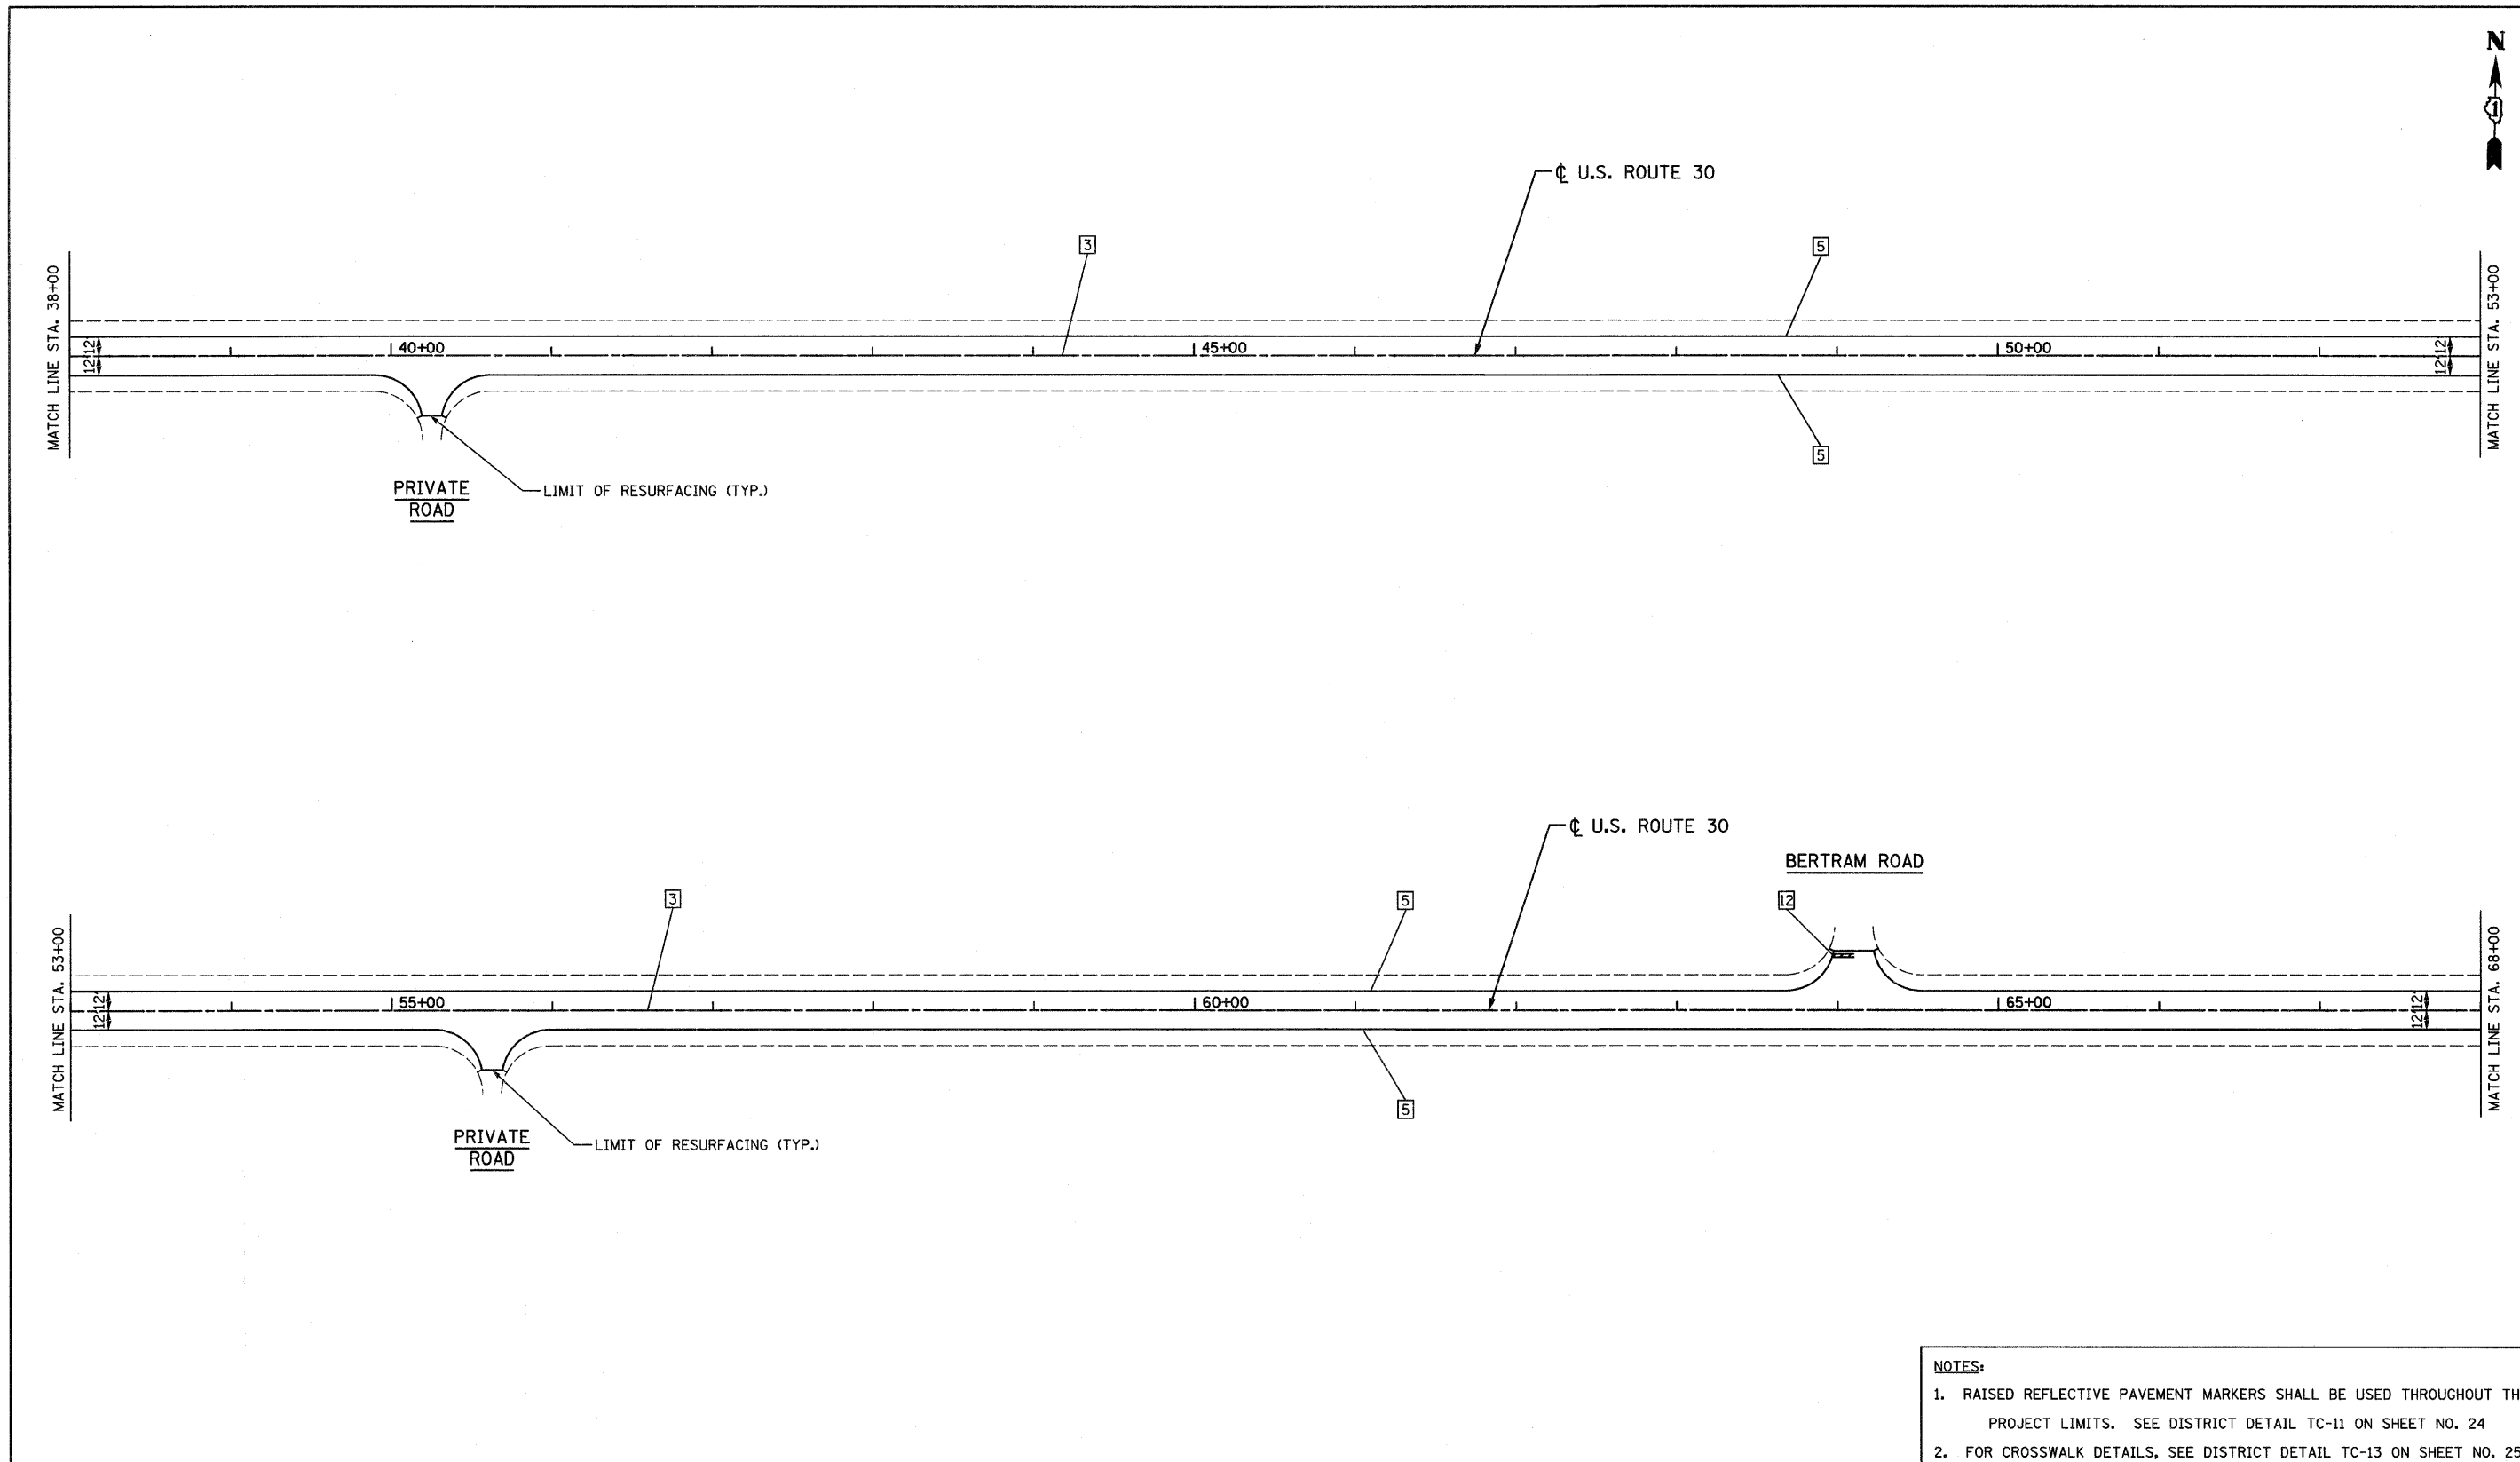 N
1
℄ U.S. ROUTE 30
3
5
MATCH LINE STA. 38+00
12' 12'
40+00
45+00
50+00
12' 12'
MATCH LINE STA. 53+00
5
LIMIT OF RESURFACING (TYP.)
PRIVATE
ROAD
℄ U.S. ROUTE 30
BERTRAM ROAD
3
5
12
MATCH LINE STA. 53+00
12' 12'
55+00
60+00
65+00
12' 12'
MATCH LINE STA. 68+00
5
LIMIT OF RESURFACING (TYP.)
PRIVATE
ROAD
NOTES:
1. RAISED REFLECTIVE PAVEMENT MARKERS SHALL BE USED THROUGHOUT TH
PROJECT LIMITS. SEE DISTRICT DETAIL TC-11 ON SHEET NO. 24
2. FOR CROSSWALK DETAILS, SEE DISTRICT DETAIL TC-13 ON SHEET NO. 25